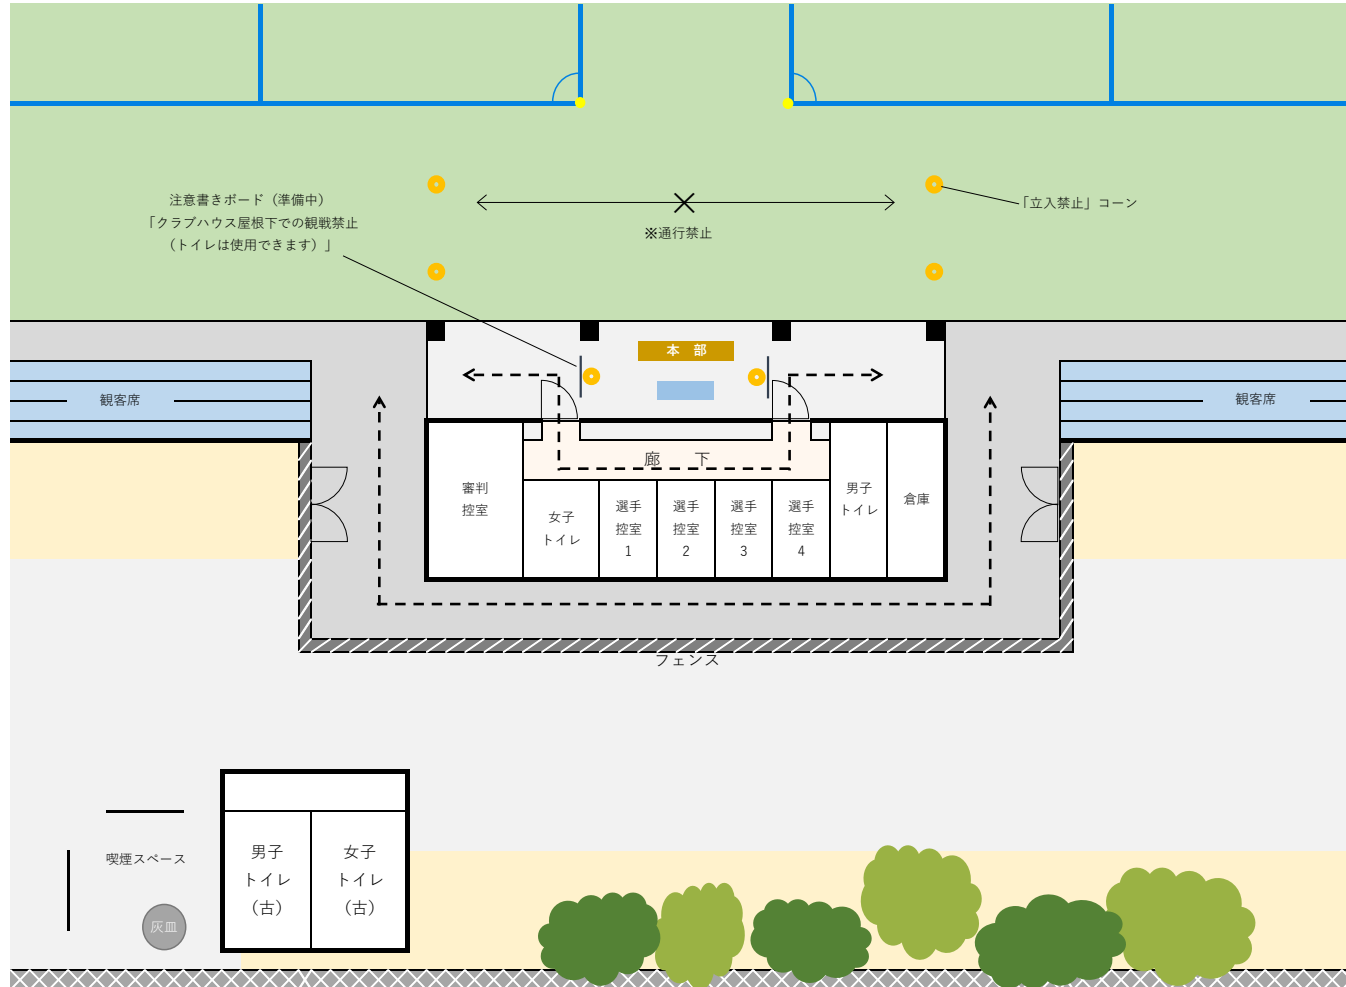 注意書きボード（準備中）
「クラブハウス屋根下での観戦禁止
（トイレは使用できます）」
「立入禁止」コーン
※通行禁止
本　部
観客席
観客席
廊　下
審判
控室
女子
トイレ
選手
控室
1
選手
控室
2
選手
控室
3
選手
控室
4
男子
トイレ
倉庫
フェンス
喫煙スペース
灰皿
男子
トイレ
（古）
女子
トイレ
（古）